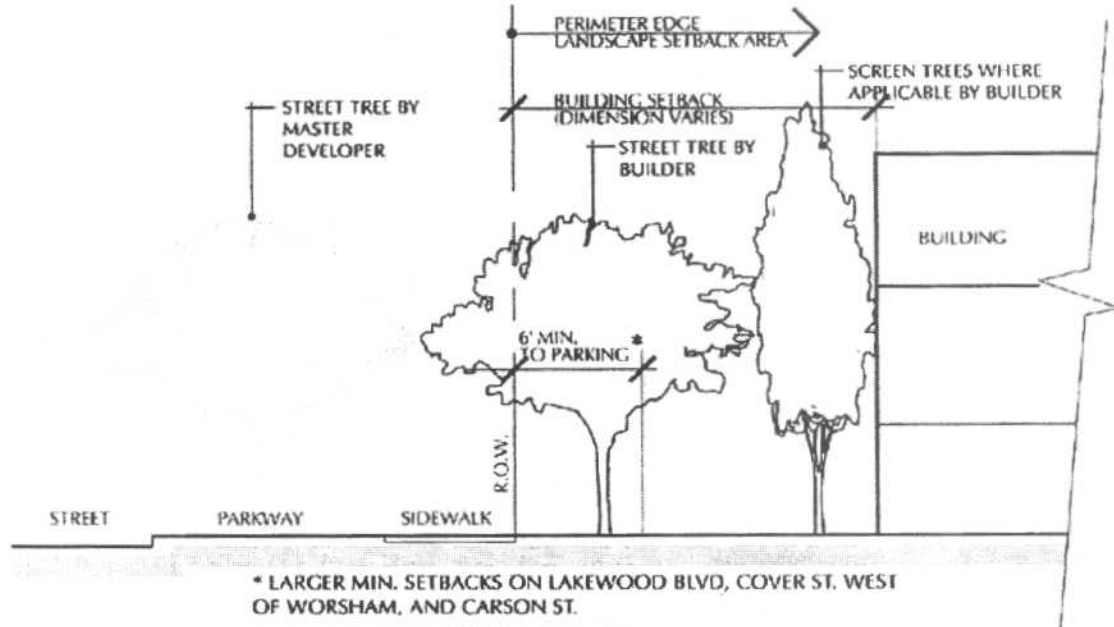 PERIMETER EDGE
LANDSCAPE SETBACK AREA
SCREEN TREES WHERE
APPLICABLE BY BUILDER
STREET TREE BY
MASTER
DEVELOPER
BUILDING SETBACK
(DIMENSION VARIES)
STREET TREE BY
BUILDER
BUILDING
6' MIN. *
TO PARKING
R.O.W.
STREET
PARKWAY
SIDEWALK
* LARGER MIN. SETBACKS ON LAKEWOOD BLVD, COVER ST. WEST
OF WORSHAM, AND CARSON ST.